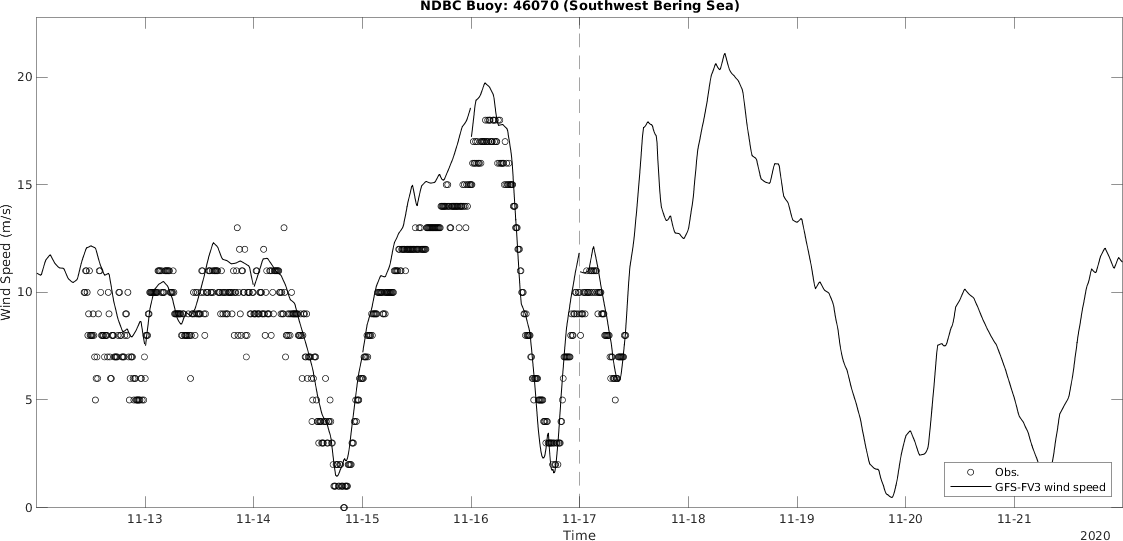 NDBC Buoy: 46070 (Southwest Bering Sea)
20
15
10
5
0
Wind Speed (m/s)
11-13 11-14 11-15 11-16 11-17 11-18 11-19 11-20 11-21
Time
2020
Obs.
GFS-FV3 wind speed